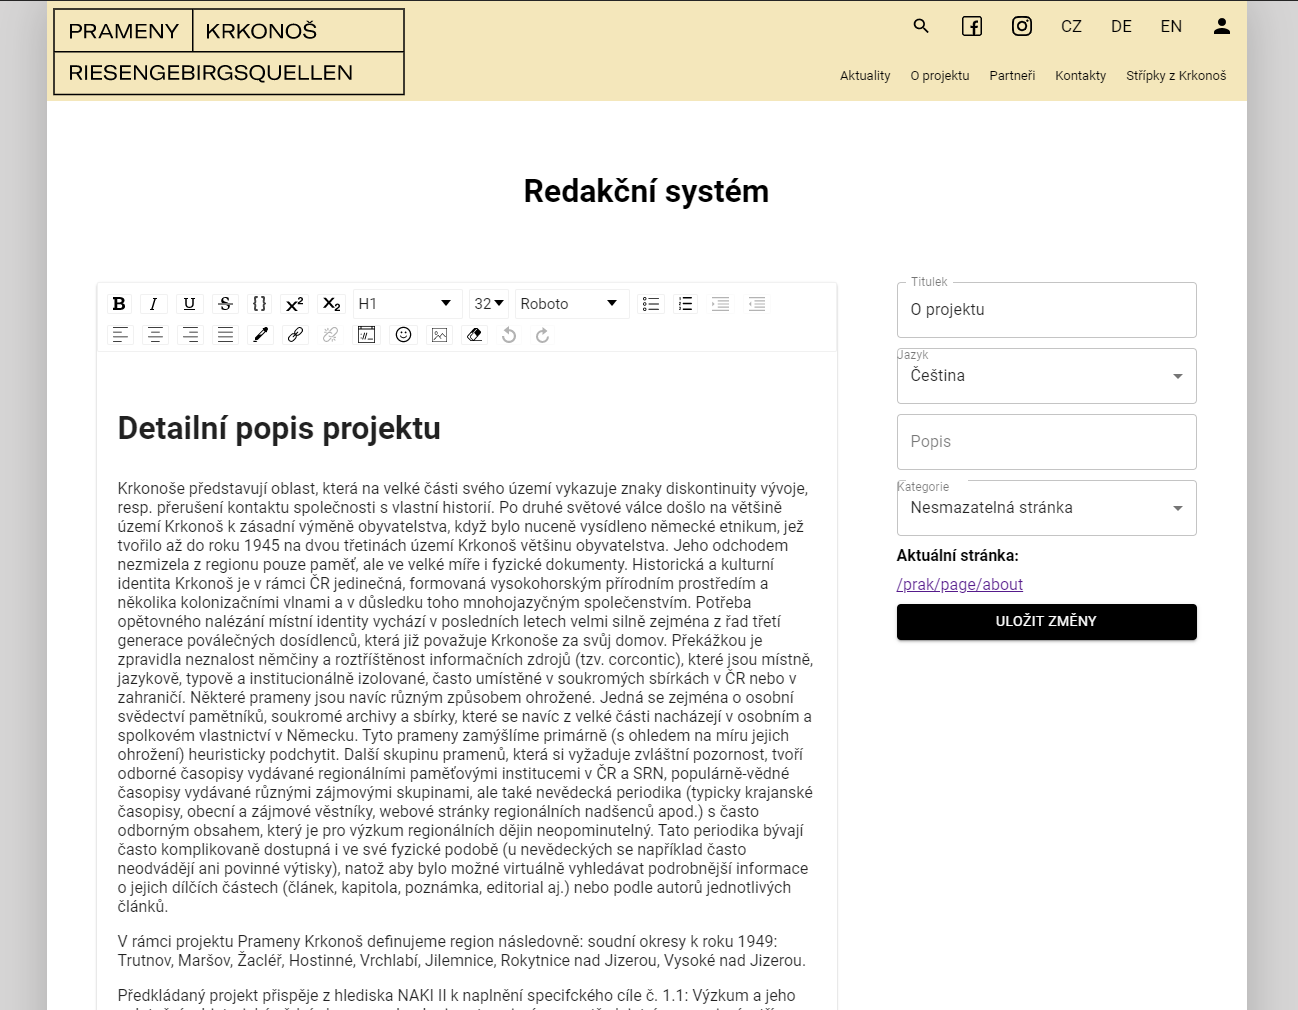 PRAMENY KRKONOŠ
RIESENGEBIRGSQUELLEN
CZ DE EN
Aktuality O projektu Partneři Kontakty Střípky z Krkonoš
Redakční systém
B I U S {} X² X₂ H1 32 Roboto
Detailní popis projektu
Krkonoše představují oblast, která na velké části svého území vykazuje znaky diskontinuity vývoje,
resp. přerušení kontaktu společnosti s vlastní historií. Po druhé světové válce došlo na většině
území Krkonoš k zásadní výměně obyvatelstva, když bylo nuceně vysídleno německé etnikum, jež
tvořilo až do roku 1945 na dvou třetinách území Krkonoš většinu obyvatelstva. Jeho odchodem
nezmizela z regionu pouze paměť, ale ve velké míře i fyzické dokumenty. Historická a kulturní
identita Krkonoš je v rámci ČR jedinečná, formovaná vysokohorským přírodním prostředím a
několika kolonizačními vlnami a v důsledku toho mnohojazyčným společenstvím. Potřeba
opětovného nalézání místní identity vychází v posledních letech velmi silně zejména z řad třetí
generace poválečných dosídlenců, která již považuje Krkonoše za svůj domov. Překážkou je
zpravidla neznalost němčiny a roztříštěnost informačních zdrojů (tzv. corcontic), které jsou místně,
jazykově, typově a institucionálně izolované, často umístěné v soukromých sbírkách v ČR nebo v
zahraničí. Některé prameny jsou navíc různým způsobem ohrožené. Jedná se zejména o osobní
svědectví pamětníků, soukromé archivy a sbírky, které se navíc z velké části nacházejí v osobním a
spolkovém vlastnictví v Německu. Tyto prameny zamýšlíme primárně (s ohledem na míru jejich
ohrožení) heuristicky podchytit. Další skupinu pramenů, která si vyžaduje zvláštní pozornost, tvoří
odborné časopisy vydávané regionálními paměťovými institucemi v ČR a SRN, populárně-vědné
časopisy vydávané různými zájmovými skupinami, ale také nevědecká periodika (typicky krajanské
časopisy, obecní a zájmové věstníky, webové stránky regionálních nadšenců apod.) s často
odborným obsahem, který je pro výzkum regionálních dějin neopominutelný. Tato periodika bývají
často komplikovaně dostupná i ve své fyzické podobě (u nevědeckých se například často
neodvádějí ani povinné výtisky), natož aby bylo možné virtuálně vyhledávat podrobnější informace
o jejich dílčích částech (článek, kapitola, poznámka, editorial aj.) nebo podle autorů jednotlivých
článků.
V rámci projektu Prameny Krkonoš definujeme region následovně: soudní okresy k roku 1949:
Trutnov, Maršov, Žacléř, Hostinné, Vrchlabí, Jilemnice, Rokytnice nad Jizerou, Vysoké nad Jizerou.
Předkládaný projekt přispěje z hlediska NAKI II k naplnění specifckého cíle č. 1.1: Výzkum a jeho
Titulek
O projektu
Jazyk
Čeština
Popis
Kategorie
Nesmazatelná stránka
Aktuální stránka:
/prak/page/about
ULOŽIT ZMĚNY